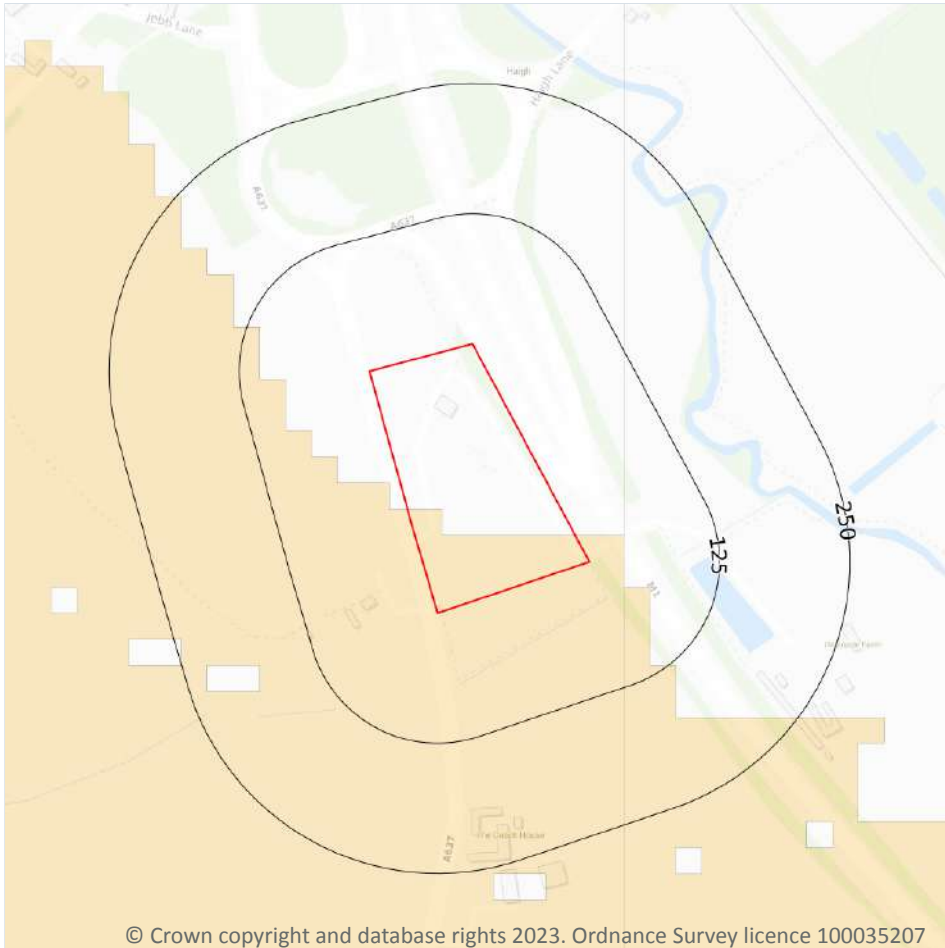 Jebb Lane
Haigh
Haigh Lane
A637
A637
250
125
M1
The Coach House
A637
© Crown copyright and database rights 2023. Ordnance Survey licence 100035207